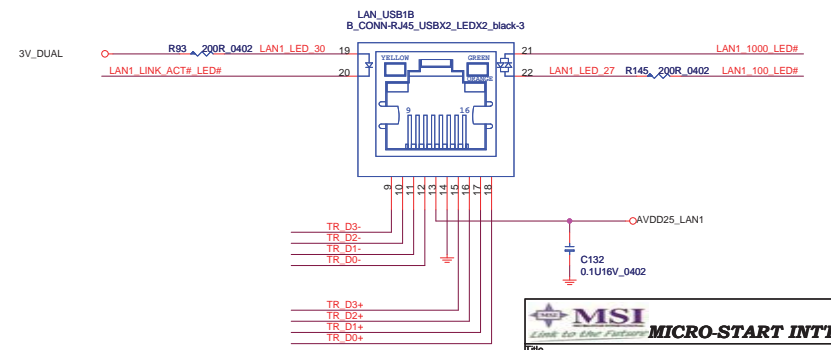 LAN_USB1B
B_CONN-RJ45_USBX2_LEDX2_black-3
3V_DUAL R93 200R_0402 LAN1_LED_30 19 21 LAN1_1000_LED#
YELLOW GREEN
LAN1_LINK_ACT#_LED# 20 22 LAN1_LED_27 R145 200R_0402 LAN1_100_LED#
ORANGE
9 16
9 10 11 12 13 14 15 16 17 18
AVDD25_LAN1
TR_D3-
TR_D2-
TR_D1-
TR_D0-
C132
0.1U16V_0402
TR_D3+
TR_D2+
TR_D1+
TR_D0+
MSI
MSI
Link to the Future
MICRO-START INT'
Title